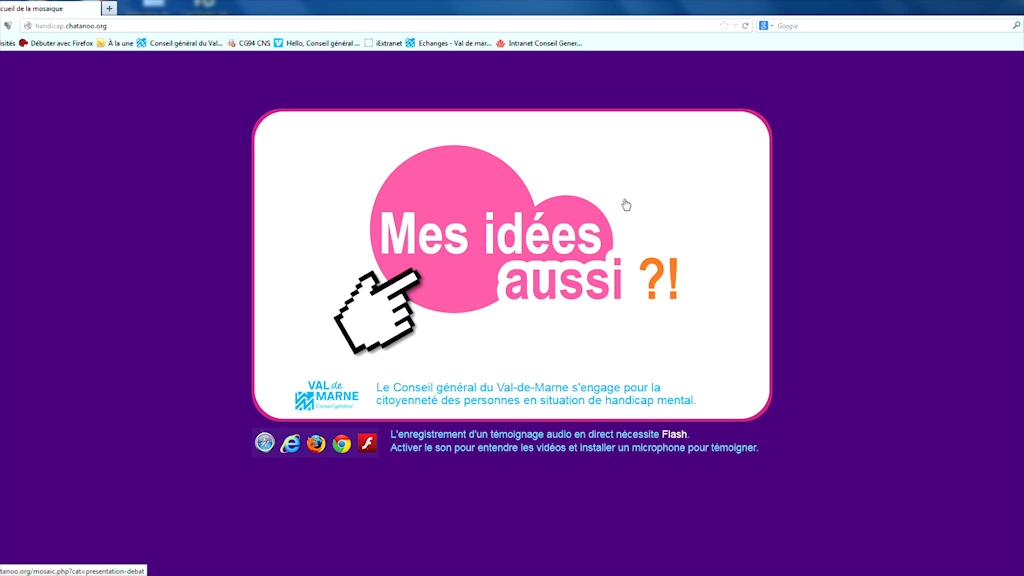 cueil de la mosaïque
handicap.chatanoo.org
Google
isités Débuter avec Firefox À la une Conseil général du Val... CG94 CNS Hello, Conseil général ... iExtranet Echanges - Val de mar... Intranet Conseil Gener...
Mes idées
aussi ?!
VAL de
MARNE
Conseil général
Le Conseil général du Val-de-Marne s'engage pour la
citoyenneté des personnes en situation de handicap mental.
L'enregistrement d'un témoignage audio en direct nécessite Flash.
Activer le son pour entendre les vidéos et installer un microphone pour témoigner.
tanoo.org/mosaic.php?cat=presentation-debat